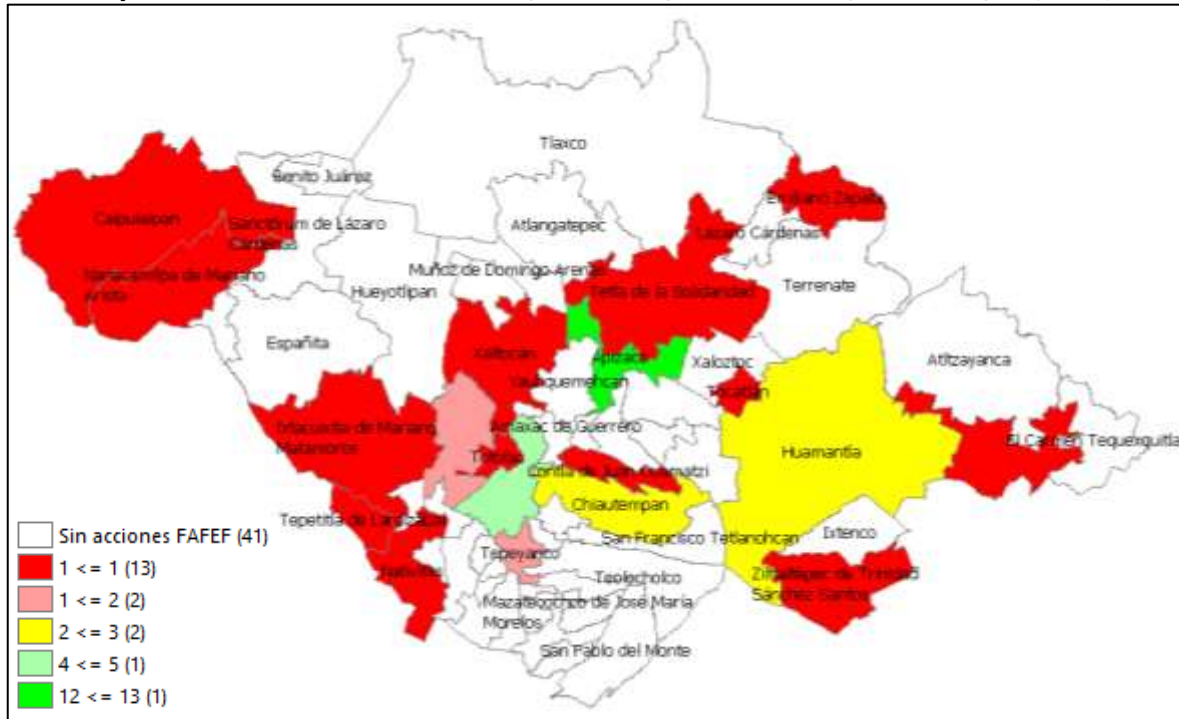 Tlaxco
Benito Juárez
Emiliano Zapata
Calpulalpan
Sanctórum de Lázaro
Cárdenas
Atlangatepec
Lázaro Cárdenas
Muñoz de Domingo Arenas
Nanacamilpa de Mariano
Arista
Hueyotlipan
Tetla de la Solidaridad
Terrenate
España
Españita
Xaltocan
Apizaco
Xaloztoc
Atltzayanca
Yauhquemehcan
Tocatlán
Ixtacuixtla de Mariano
Matamoros
Amaxac de Guerrero
El Carmen Tequexquitla
Totolac
Contla de Juan Cuamatzi
Huamantla
Chiautempan
Tepetitla de Lardizábal
San Francisco Tetlanohcan
Ixtenco
Tepeyanco
Nativitas
Teolocholco
Ziltlaltépec de Trinidad
Sánchez Santos
Mazatecochco de José María
Morelos
San Pablo del Monte
Sin acciones FAFEF (41)
1 <= 1 (13)
1 <= 2 (2)
2 <= 3 (2)
4 <= 5 (1)
12 <= 13 (1)